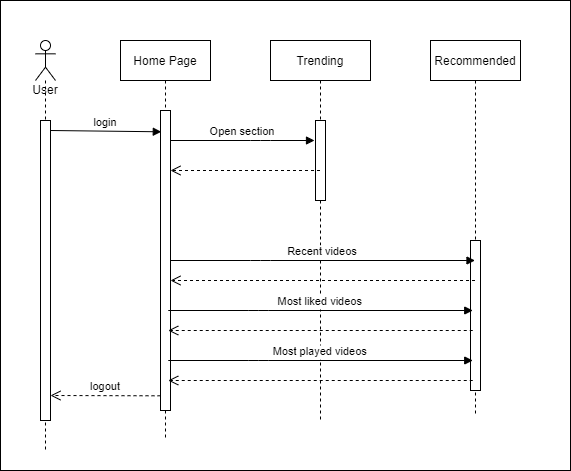 Home Page
Trending
Recommended
User
login
Open section
Recent videos
Most liked videos
Most played videos
logout